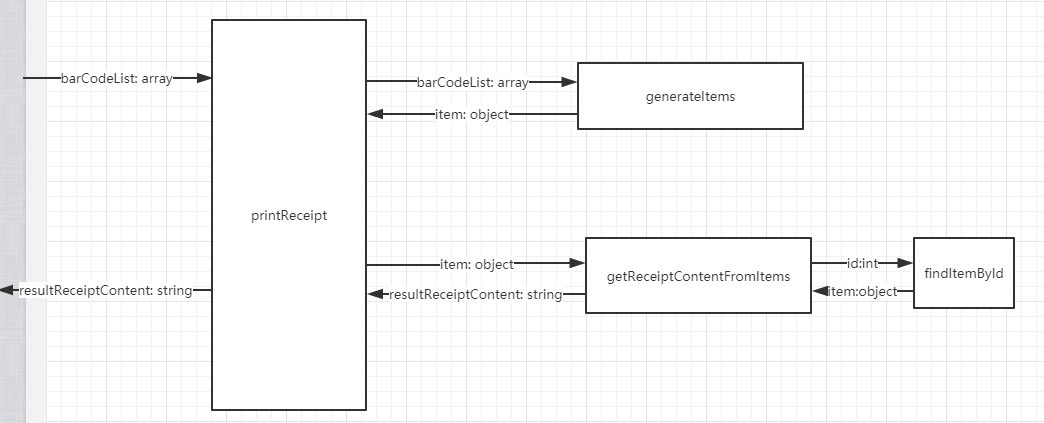 barCodeList: array
barCodeList: array
generateItems
item: object
printReceipt
item: object
id:int
getReceiptContentFromItems
findItemById
resultReceiptContent: string
resultReceiptContent: string
item:object